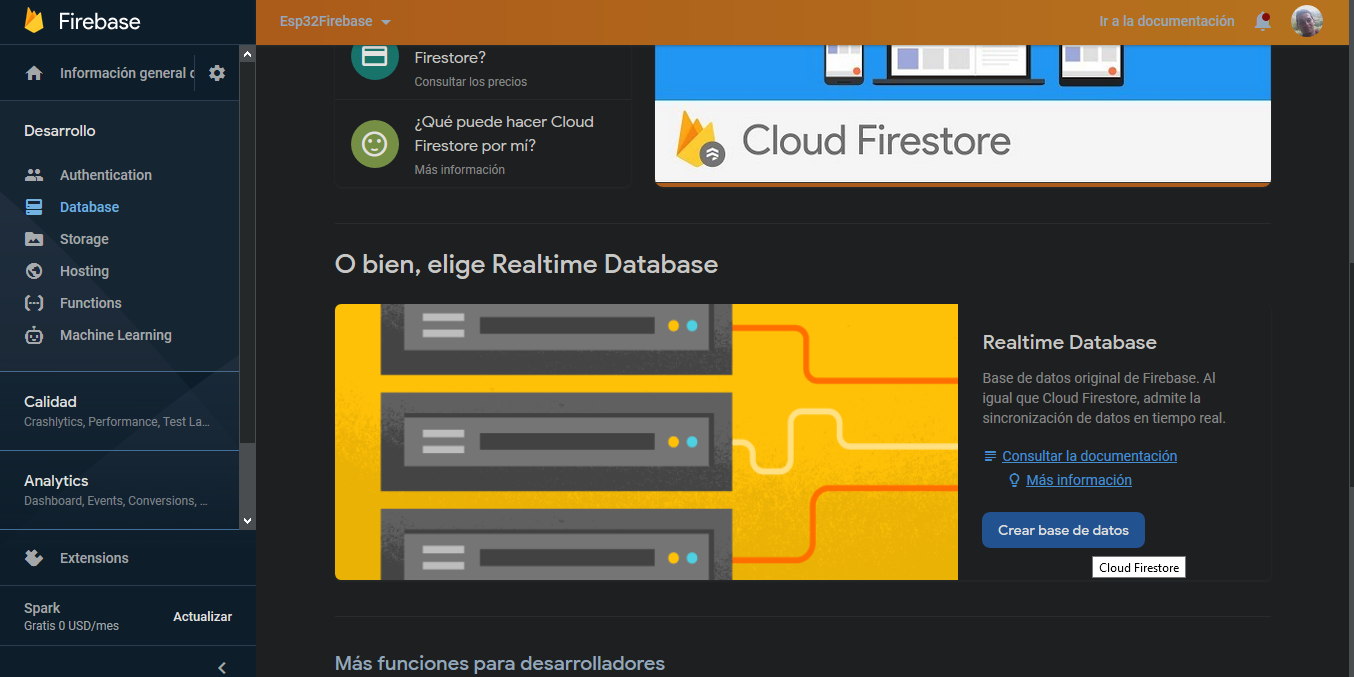 Firebase
Esp32Firebase
Ir a la documentación
Información general d
Desarrollo
Authentication
Database
Storage
Hosting
Functions
Machine Learning
Calidad
Crashlytics, Performance, Test La...
Analytics
Dashboard, Events, Conversions, ...
Extensions
Spark
Gratis 0 USD/mes
Actualizar
Firestore?
Consultar los precios
¿Qué puede hacer Cloud
Firestore por mí?
Más información
Cloud Firestore
O bien, elige Realtime Database
Realtime Database
Base de datos original de Firebase. Al
igual que Cloud Firestore, admite la
sincronización de datos en tiempo real.
Consultar la documentación
Más información
Crear base de datos
Cloud Firestore
Más funciones para desarrolladores